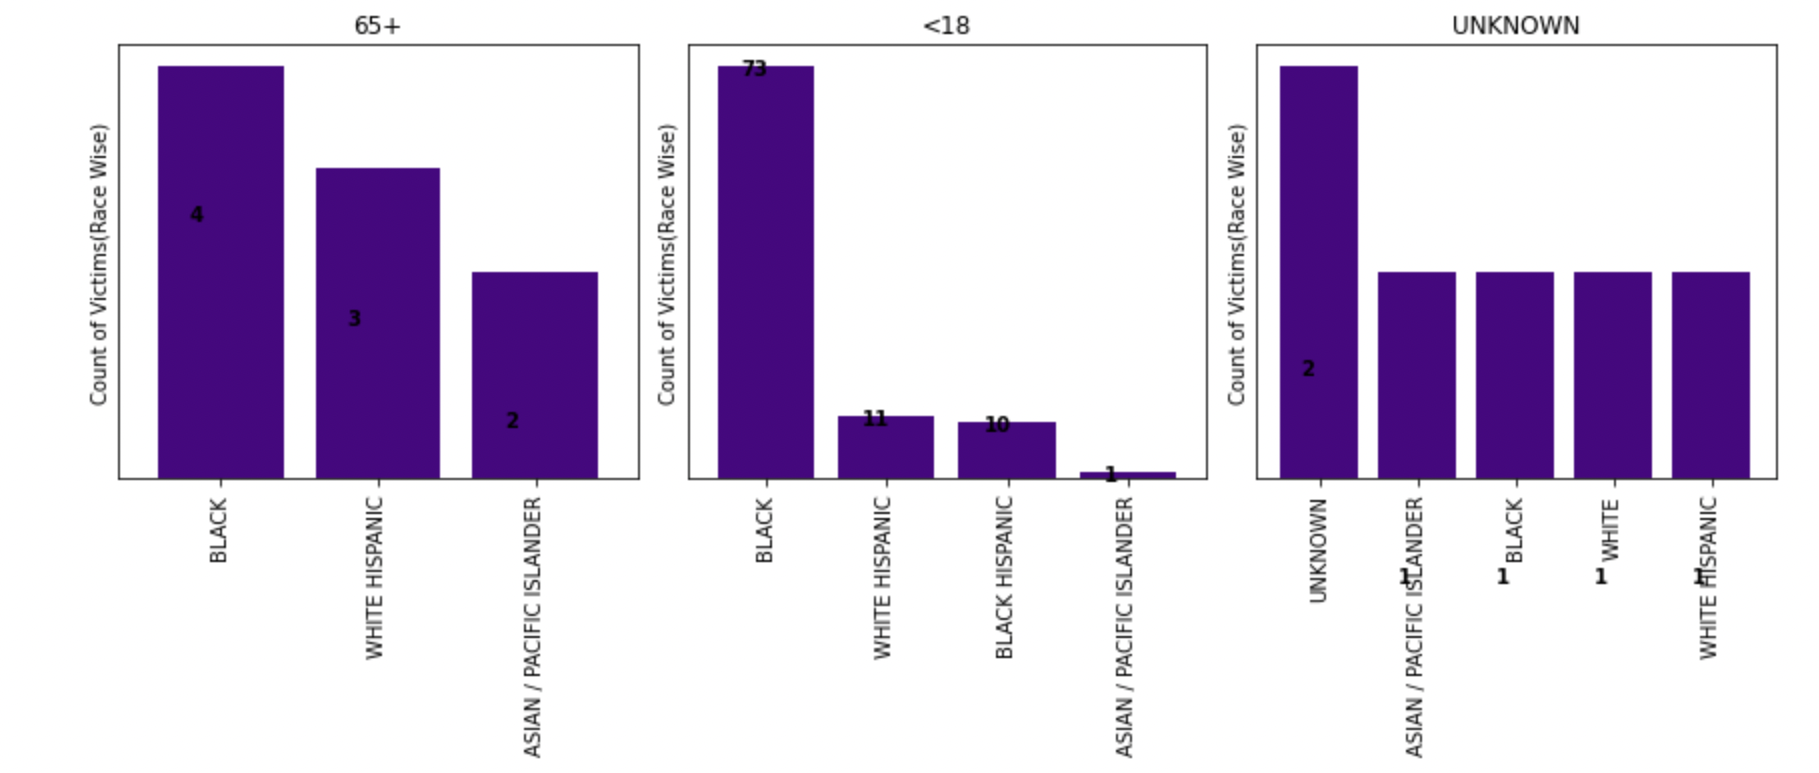 65+
Count of Victims(Race Wise)
4
3
2
BLACK
WHITE HISPANIC
ASIAN / PACIFIC ISLANDER
<18
Count of Victims(Race Wise)
73
11
10
1
BLACK
WHITE HISPANIC
BLACK HISPANIC
ASIAN / PACIFIC ISLANDER
UNKNOWN
Count of Victims(Race Wise)
2
1
1
1
1
UNKNOWN
ASIAN / PACIFIC ISLANDER
BLACK
WHITE
WHITE HISPANIC